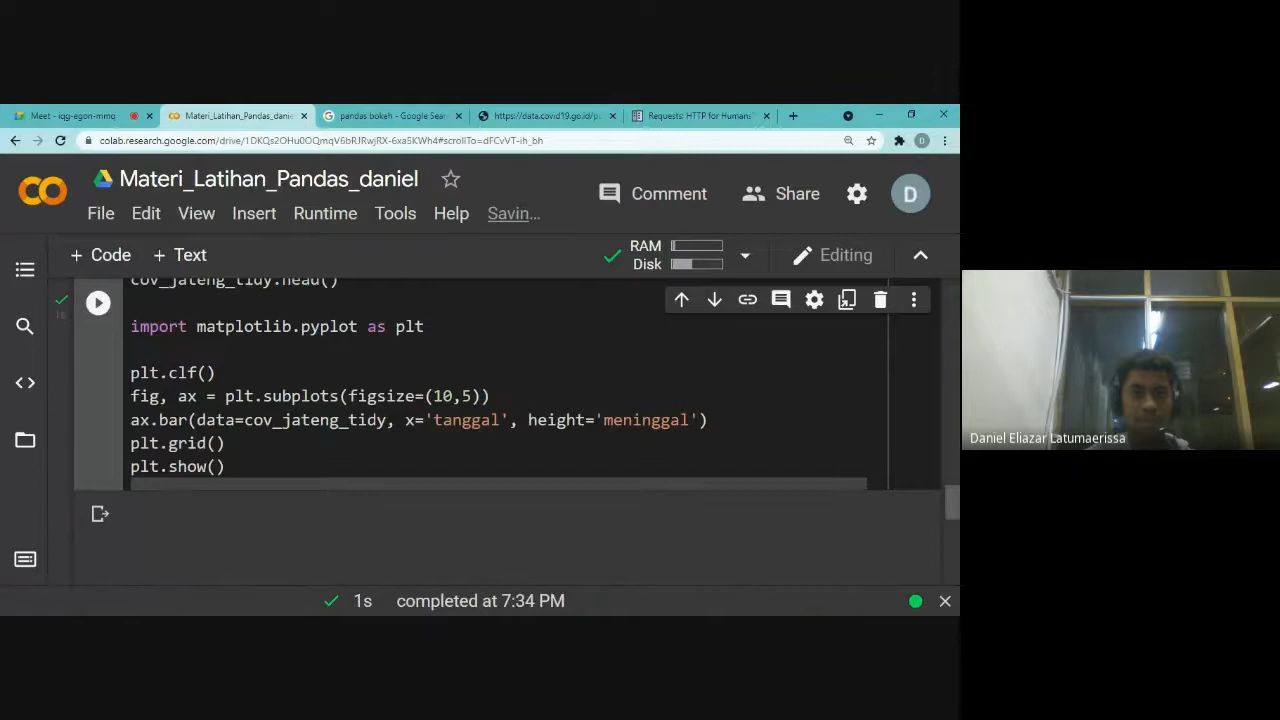 Meet - iqg-egon-mmq
Materi_Latihan_Pandas_danie
pandas bokeh - Google Sear
https://data.covid19.go.id/p
Requests: HTTP for Humans™
colab.research.google.com/drive/1DKQs2OHu0OQmqV6bRJRwjRX-6xa5KWh4#scrollTo=dFCvVT-ih_bh
D
CO
Materi_Latihan_Pandas_daniel
Comment
Share
D
File Edit View Insert Runtime Tools Help Savin...
+ Code + Text
RAM
Disk
Editing
cov_jateng_tidy.head()
1s
import matplotlib.pyplot as plt
plt.clf()
fig, ax = plt.subplots(figsize=(10,5))
ax.bar(data=cov_jateng_tidy, x='tanggal', height='meninggal')
plt.grid()
plt.show()
1s completed at 7:34 PM
Daniel Eliazar Latumaerissa